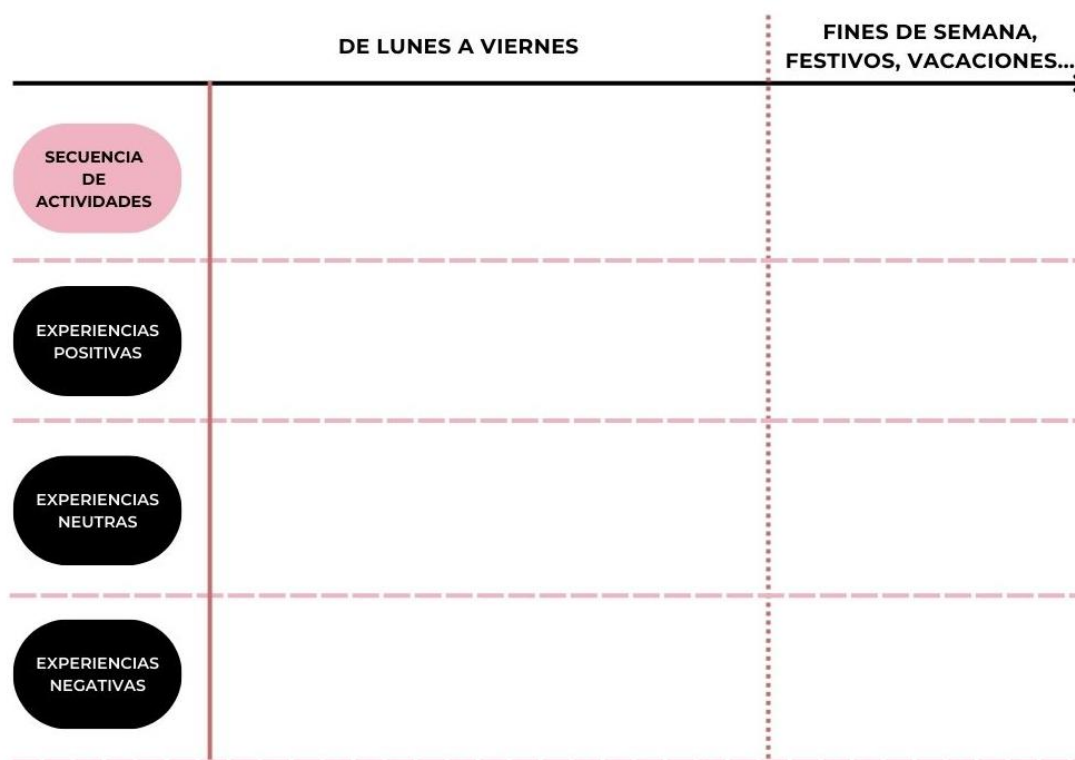 DE LUNES A VIERNES
FINES DE SEMANA,
FESTIVOS, VACACIONES...
SECUENCIA
DE
ACTIVIDADES
EXPERIENCIAS
POSITIVAS
EXPERIENCIAS
NEUTRAS
EXPERIENCIAS
NEGATIVAS